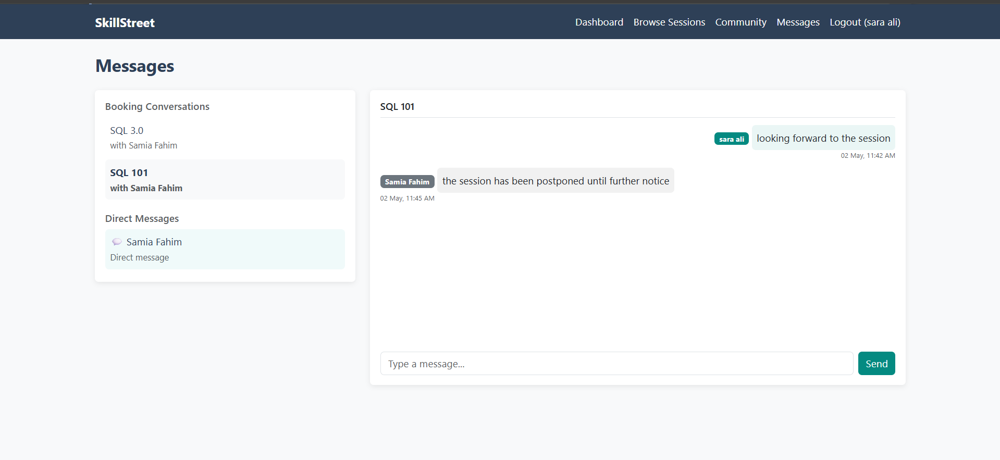 SkillStreet
Dashboard Browse Sessions Community Messages Logout (sara ali)
Messages
Booking Conversations
SQL 3.0
with Samia Fahim
SQL 101
with Samia Fahim
Direct Messages
Samia Fahim
Direct message
SQL 101
sara ali looking forward to the session
02 May, 11:42 AM
Samia Fahim the session has been postponed until further notice
02 May, 11:45 AM
Type a message...
Send